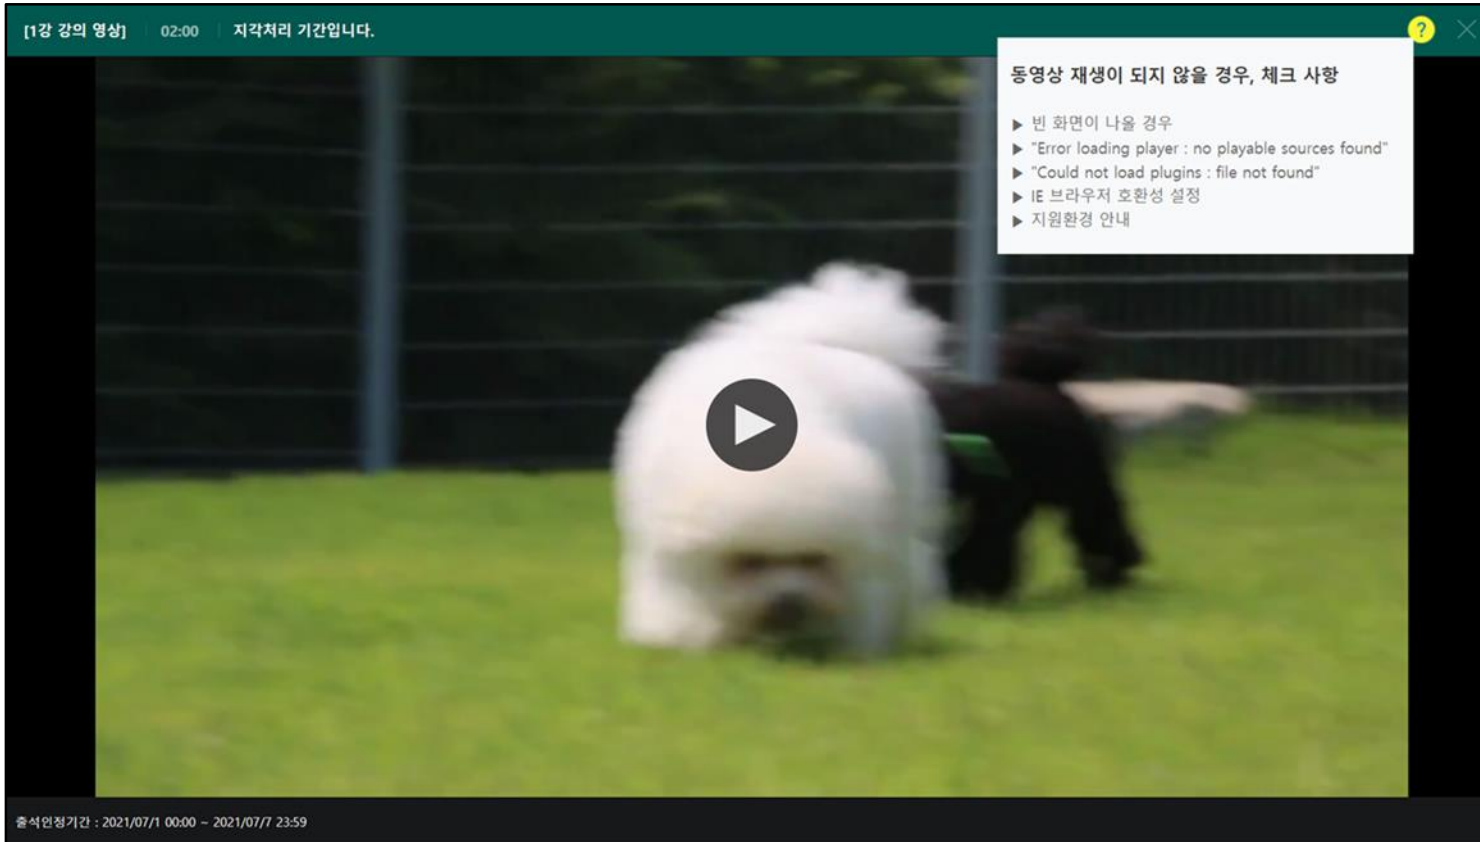 [1강 강의 영상] 02:00 지각처리 기간입니다.
?
동영상 재생이 되지 않을 경우, 체크 사항
▶ 빈 화면이 나올 경우
▶ "Error loading player : no playable sources found"
▶ "Could not load plugins : file not found"
▶ IE 브라우저 호환성 설정
▶ 지원환경 안내
출석인정기간 : 2021/07/1 00:00 ~ 2021/07/7 23:59